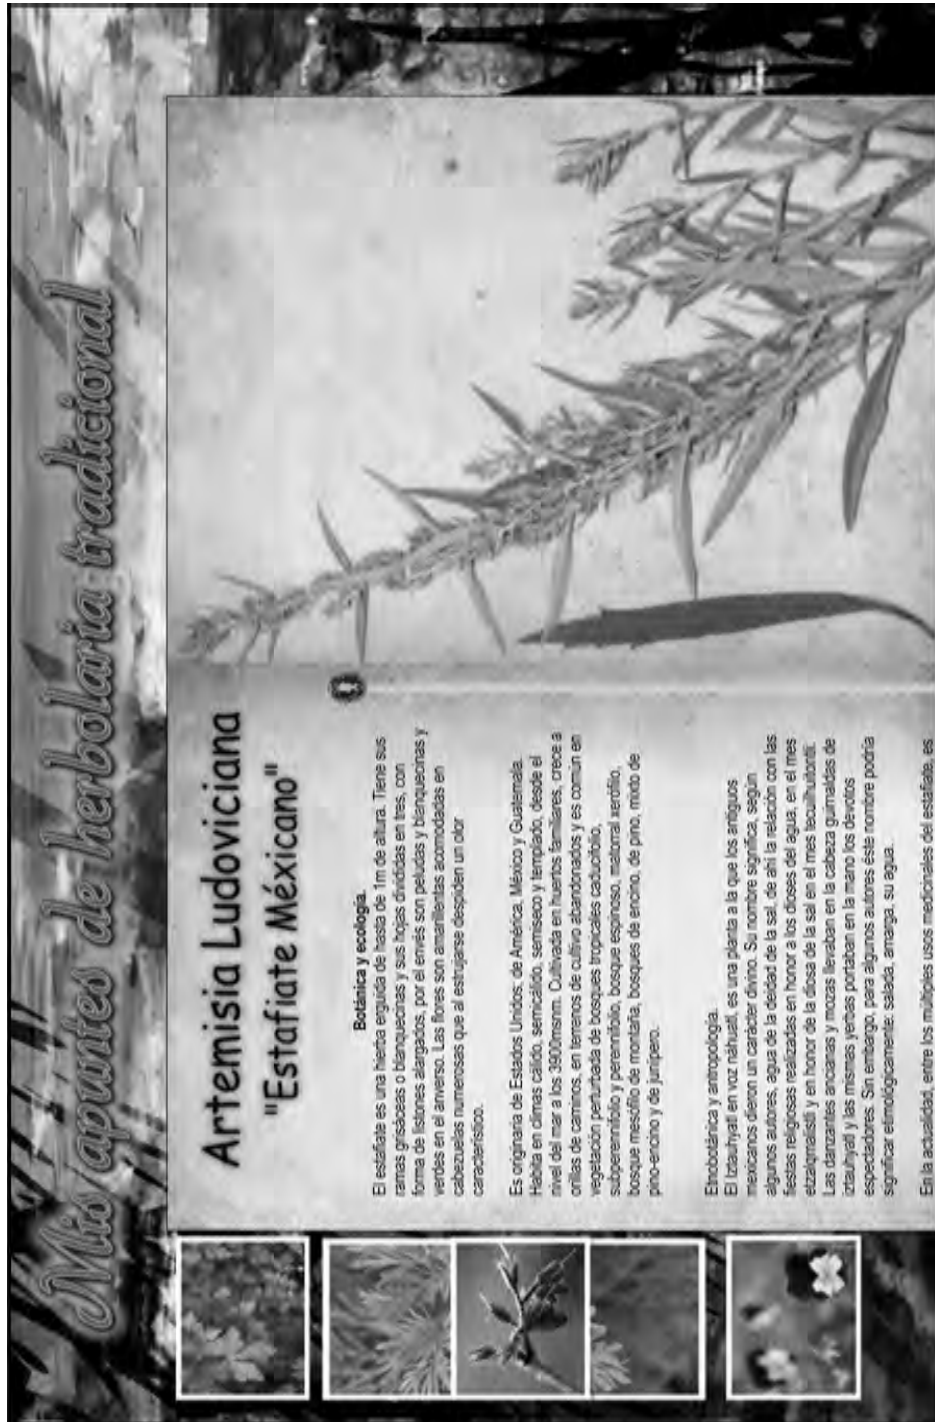 Mis apuntes de herbolaria tradicional
Artemisia Ludoviciana
"Estafiate Méxicano"
Botánica y ecología.
El estafiate es una hierba erguida de hasta de 1m de altura. Tiene sus
ramas grisáceas o blanquecinas y sus hojas divididas en tres, con
forma de listones alargados, por el envés son peludas y blanquecinas y
verdes en el anverso. Las flores son amarillentas acomodadas en
cabezuelas numerosas que al estrujarse despiden un olor
característico.
Es originaria de Estados Unidos; de América, México y Guatemala.
Habita en climas cálido, semicálido, semiseco y templado, desde el
nivel del mar a los 3900msnm. Cultivada en huertos familiares, crece a
orillas de caminos, en terrenos de cultivo abandonados y es común en
vegetación perturbada de bosques tropicales caducifolio,
subperennifolio y perennifolio, bosque espinoso, matorral xerofilo,
bosque mesófilo de montaña, bosques de encino, de pino, mixto de
pino-encino y de junípero.
Etnobotánica y antropología.
El Iztauhyatl en voz náhuatl, es una planta a la que los antiguos
mexicanos dieron un carácter divino. Su nombre significa, según
algunos autores, agua de la deidad de la sal, de ahí la relación con las
fiestas religiosas realizadas en honor a los dioses del agua, en el mes
etzalqmalistl y en honor de la diosa de la sal en el mes tecuilhuitontli.
Las danzantes ancianas y mozas llevaban en la cabeza guirnaldas de
iztauhyatl y las mismas yerbas portaban en la mano los devotos
espectadores. Sin embargo, para algunos autores éste nombre podría
significar etimológicamente: salada, amarga, su agua.
En la actualidad, entre los múltiples usos medicinales del estafiate, es